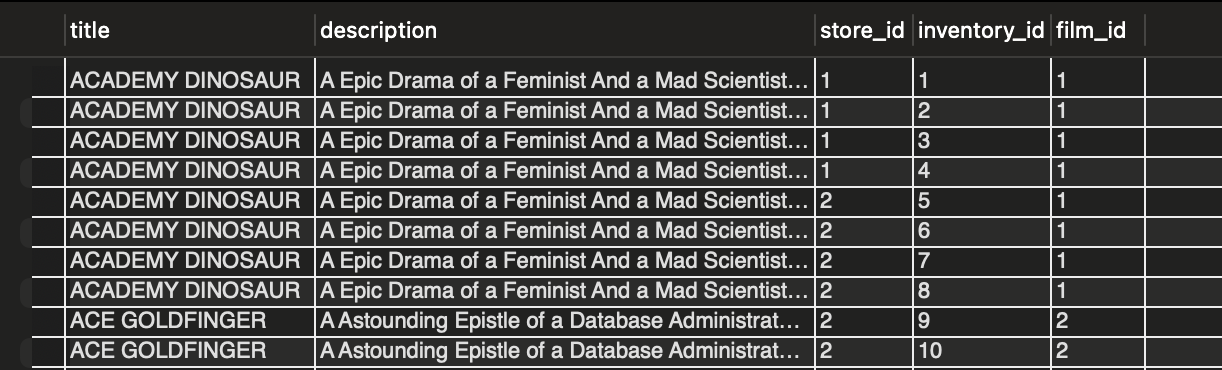 title description store_id inventory_id film_id
ACADEMY DINOSAUR A Epic Drama of a Feminist And a Mad Scientist... 1 1 1
ACADEMY DINOSAUR A Epic Drama of a Feminist And a Mad Scientist... 1 2 1
ACADEMY DINOSAUR A Epic Drama of a Feminist And a Mad Scientist... 1 3 1
ACADEMY DINOSAUR A Epic Drama of a Feminist And a Mad Scientist... 1 4 1
ACADEMY DINOSAUR A Epic Drama of a Feminist And a Mad Scientist... 2 5 1
ACADEMY DINOSAUR A Epic Drama of a Feminist And a Mad Scientist... 2 6 1
ACADEMY DINOSAUR A Epic Drama of a Feminist And a Mad Scientist... 2 7 1
ACADEMY DINOSAUR A Epic Drama of a Feminist And a Mad Scientist... 2 8 1
ACE GOLDFINGER A Astounding Epistle of a Database Administrat... 2 9 2
ACE GOLDFINGER A Astounding Epistle of a Database Administrat... 2 10 2